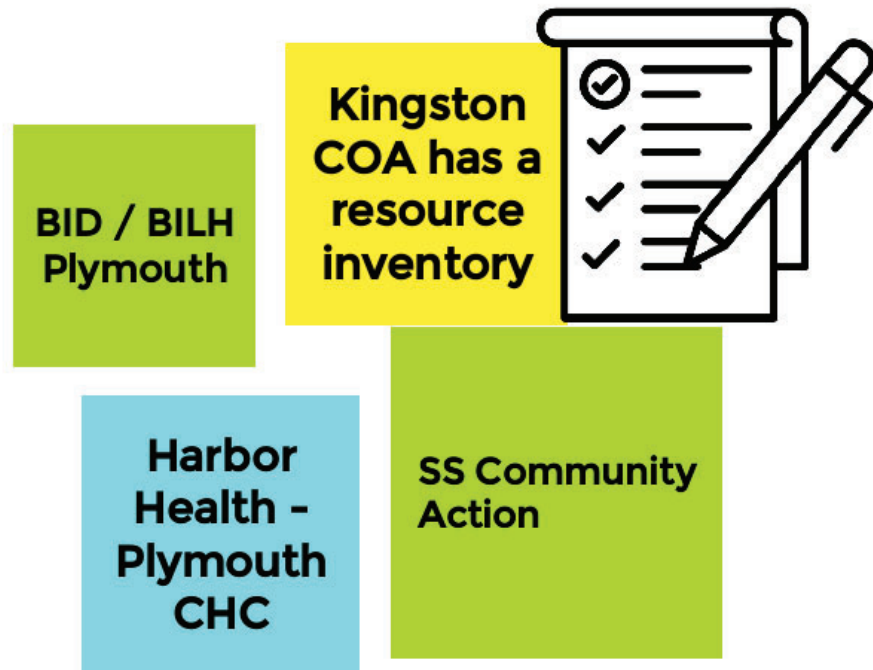 Kingston
COA has a
resource
inventory
BID / BILH
Plymouth
Harbor
Health -
Plymouth
CHC
SS Community
Action